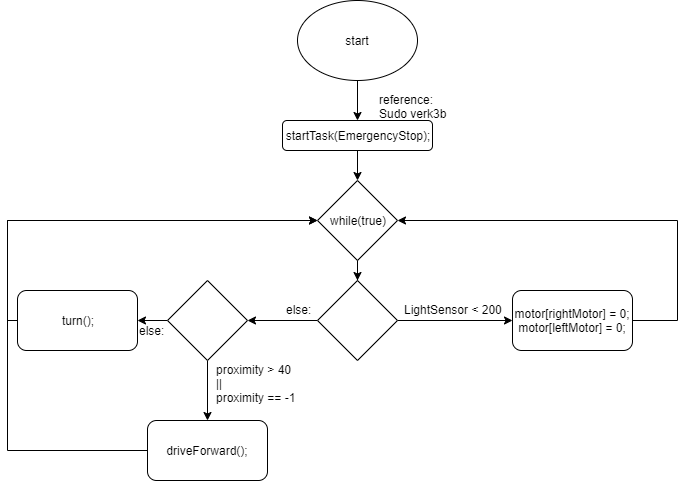 start
reference:
Sudo verk3b
startTask(EmergencyStop);
while(true)
LightSensor < 200
motor[rightMotor] = 0;
motor[leftMotor] = 0;
else:
else:
turn();
proximity > 40
||
proximity == -1
driveForward();